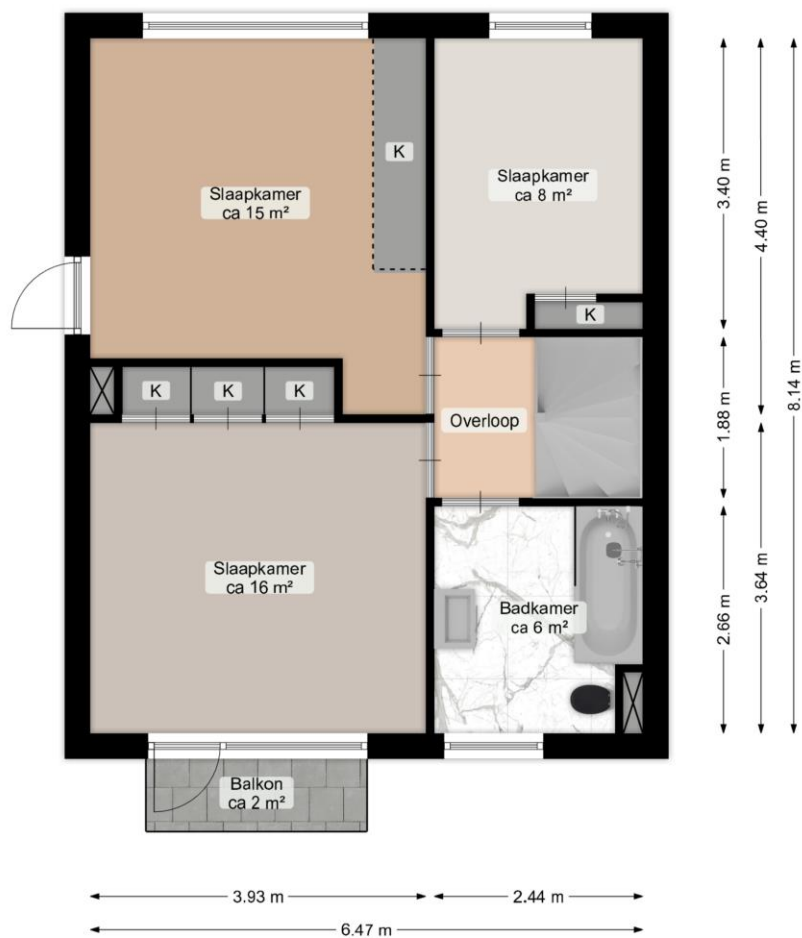 K
Slaapkamer
ca 15 m²
Slaapkamer
ca 8 m²
K
K
K
K
Overloop
Slaapkamer
ca 16 m²
Badkamer
ca 6 m²
Balkon
ca 2 m²
3.40 m
4.40 m
1.88 m
8.14 m
2.66 m
3.64 m
3.93 m
2.44 m
6.47 m